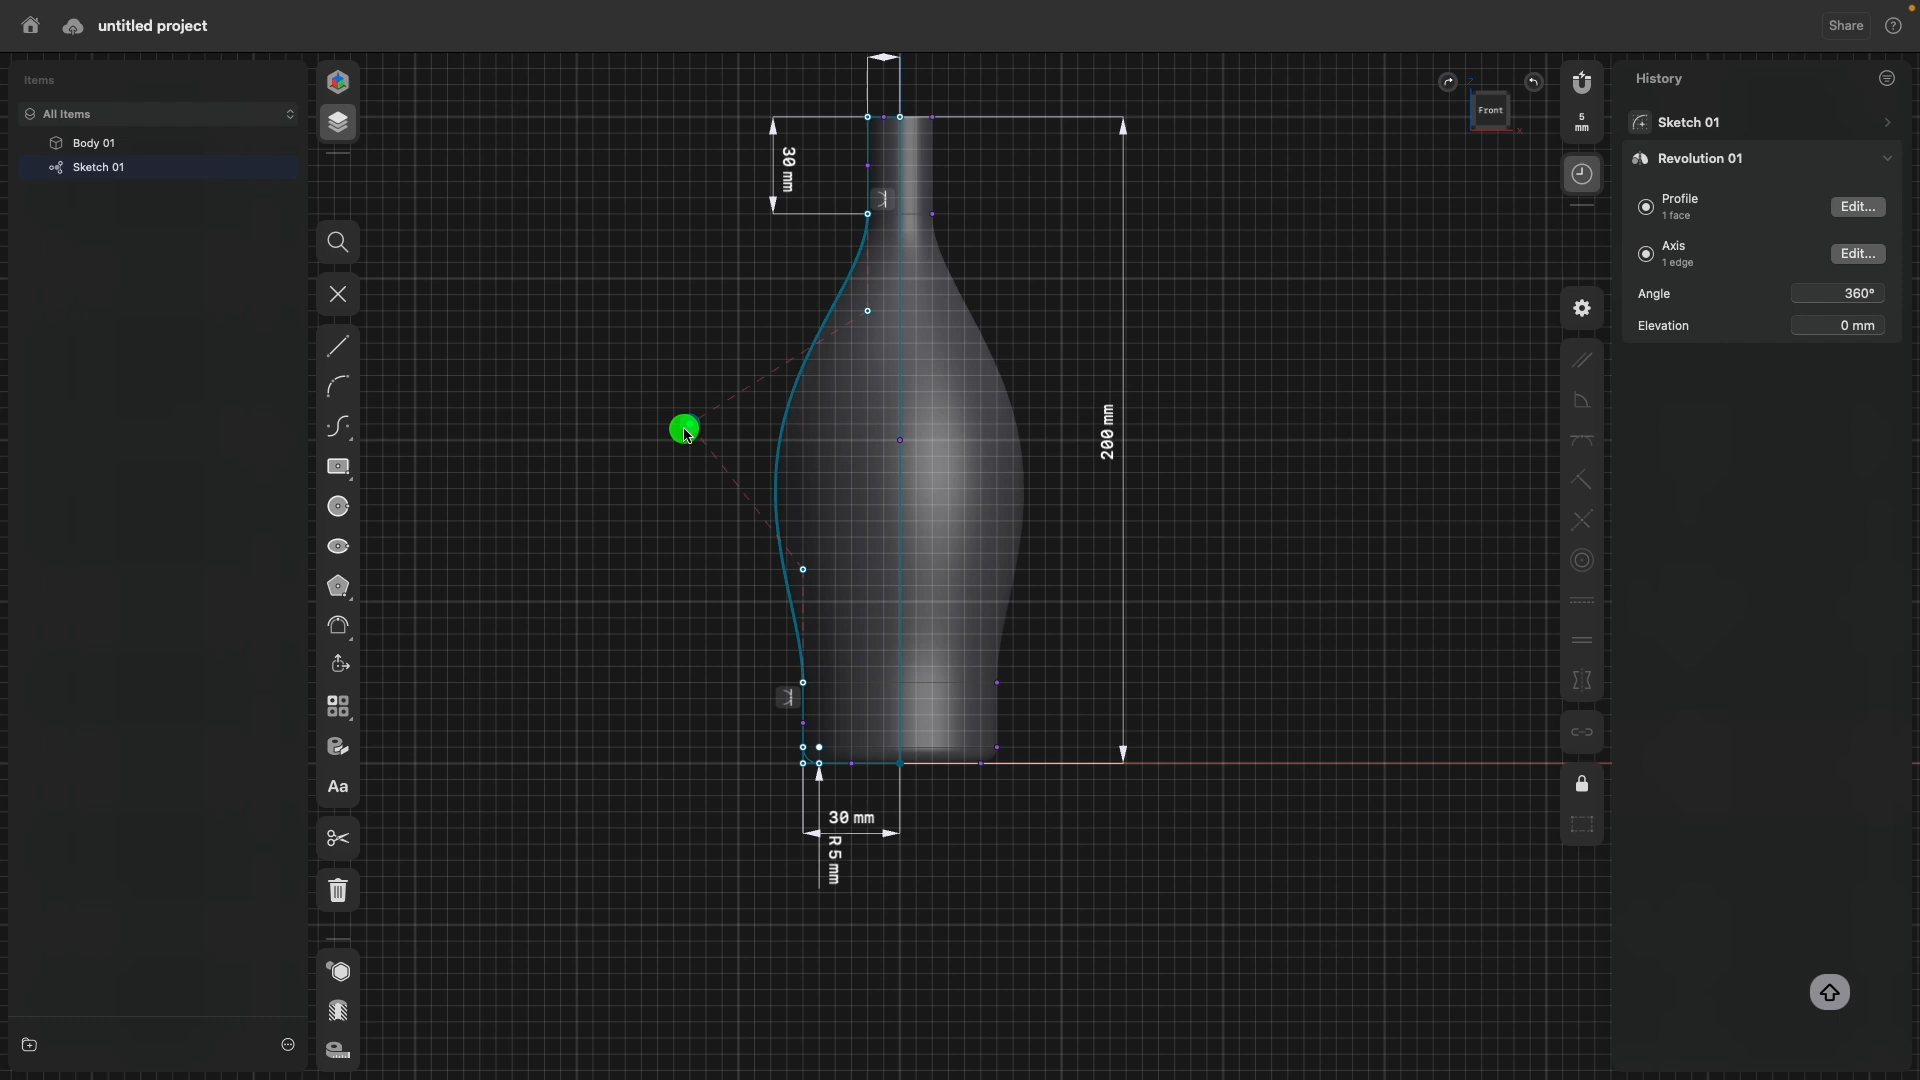 untitled project
Share
Items
All Items
Body 01
Sketch 01
Aa
30 mm
200 mm
30 mm
R 5 mm
Z
Front
X
5
mm
History
Sketch 01
Revolution 01
Profile
1 face
Edit...
Axis
1 edge
Edit...
Angle
360°
Elevation
0 mm